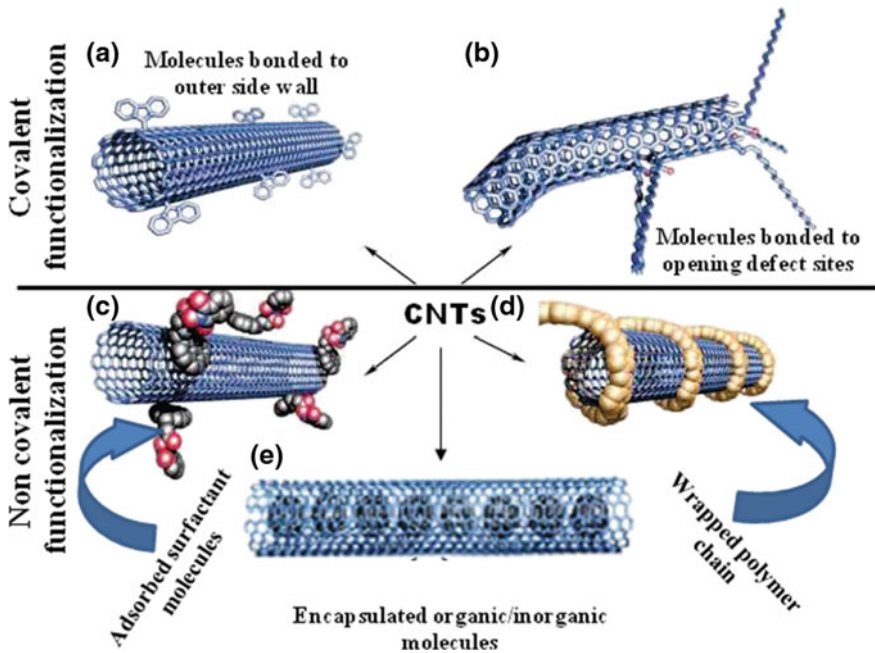 Covalent
functionalization
(a)
Molecules bonded to
outer side wall
(b)
Molecules bonded to
opening defect sites
Non covalent
functionalization
(c)
CNTs
(d)
(e)
Adsorbed surfactant
molecules
Wrapped polymer
chain
Encapsulated organic/inorganic
molecules